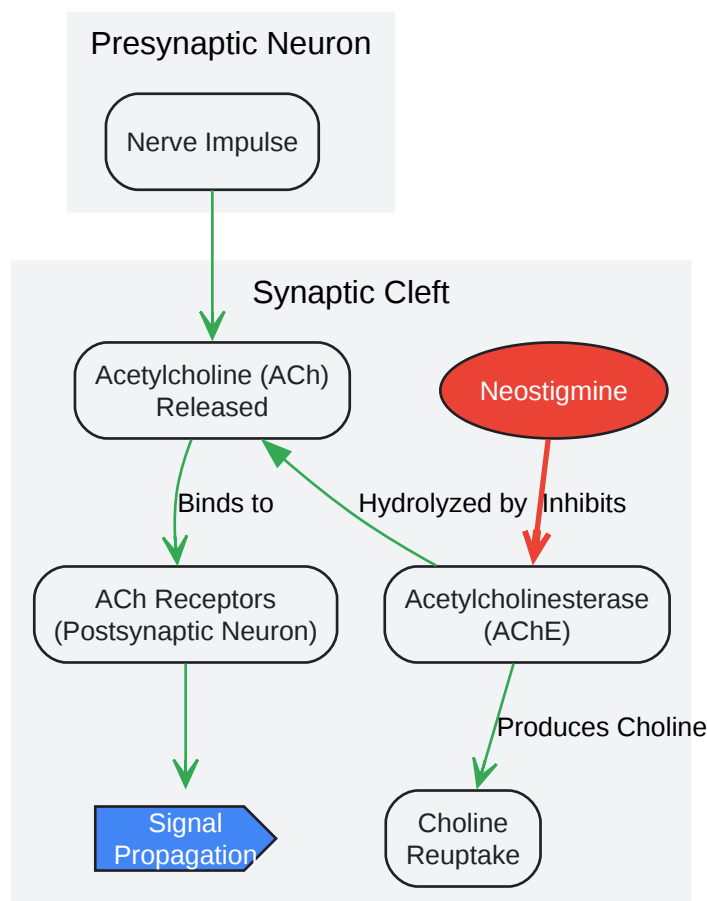 Presynaptic Neuron
Nerve Impulse
Synaptic Cleft
Acetylcholine (ACh)
Released
Neostigmine
Binds to
Hydrolyzed by
Inhibits
ACh Receptors
(Postsynaptic Neuron)
Acetylcholinesterase
(AChE)
Produces Choline
Signal
Propagation
Choline
Reuptake